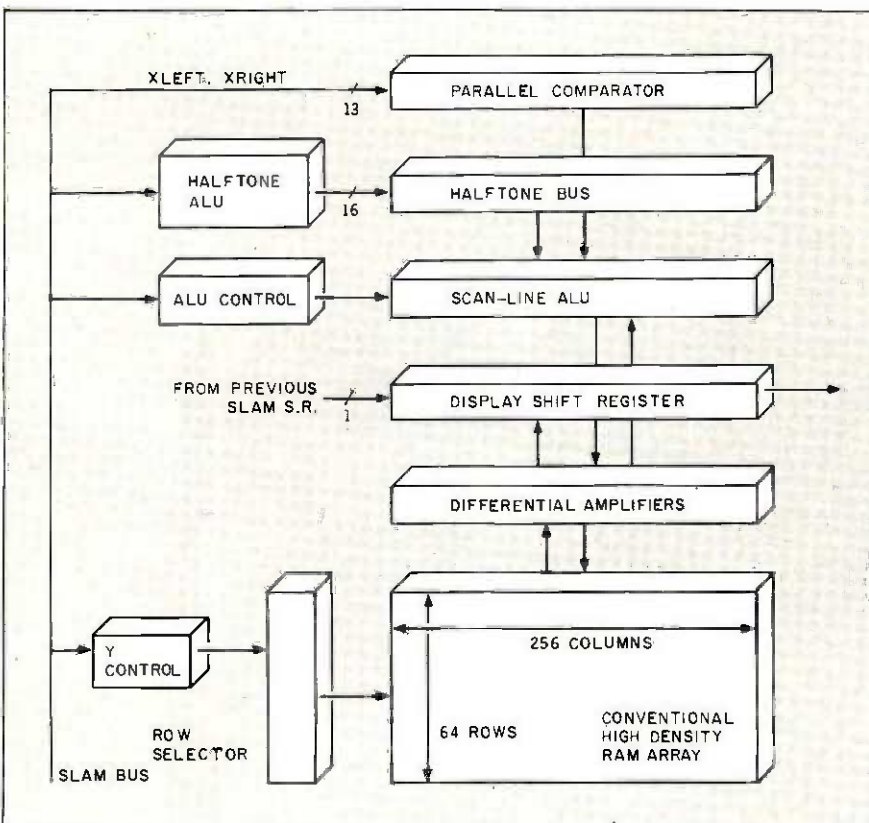 XLEFT, XRIGHT
13
PARALLEL COMPARATOR
HALFTONE
ALU
16
HALFTONE BUS
ALU CONTROL
SCAN-LINE ALU
FROM PREVIOUS
SLAM S.R.
1
DISPLAY SHIFT REGISTER
DIFFERENTIAL AMPLIFIERS
256 COLUMNS
Y
CONTROL
64 ROWS
CONVENTIONAL
HIGH DENSITY
RAM ARRAY
ROW
SELECTOR
SLAM BUS